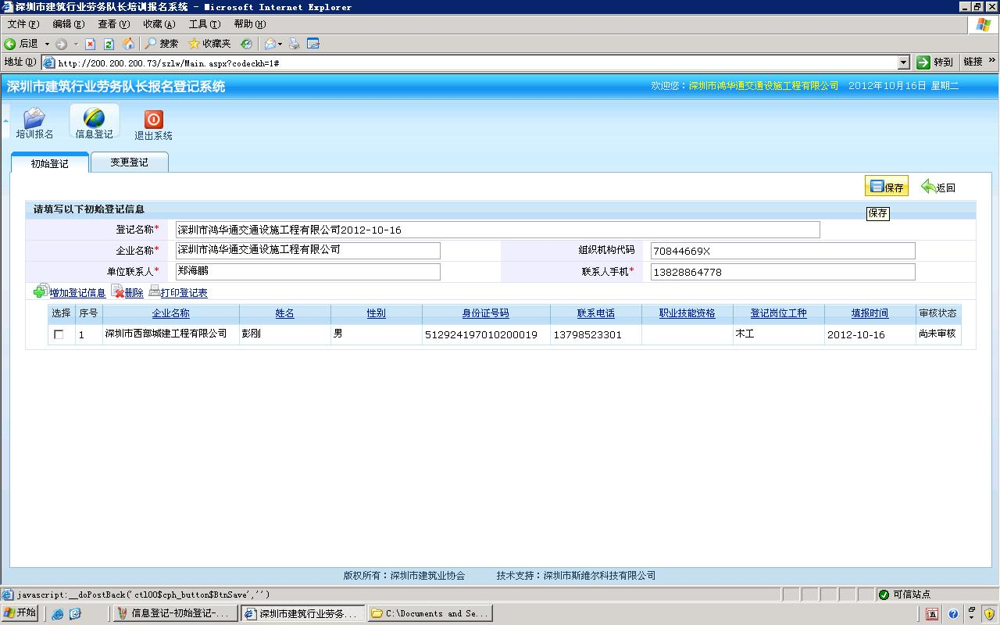 深圳市建筑行业劳务队长培训报名系统 - Microsoft Internet Explorer
文件(F) 编辑(E) 查看(V) 收藏(A) 工具(T) 帮助(H)
后退 搜索 收藏夹
地址(D) http://200.200.200.73/szlw/Main.aspx?codeckh=1# 转到 链接 »
深圳市建筑行业劳务队长报名登记系统 欢迎您：深圳市鸿华通交通设施工程有限公司 2012年10月16日 星期二
培训报名 信息登记 退出系统
初始登记 变更登记
保存 返回
请填写以下初始登记信息 保存
登记名称* 深圳市鸿华通交通设施工程有限公司2012-10-16
企业名称* 深圳市鸿华通交通设施工程有限公司 组织机构代码 70844669X
单位联系人* 郑海鹏 联系人手机* 13828864778
增加登记信息 删除 打印登记表
选择 序号 企业名称 姓名 性别 身份证号码 联系电话 职业技能资格 登记岗位工种 填报时间 审核状态
1 深圳市西部城建工程有限公司 彭刚 男 512924197010200019 13798523301 木工 2012-10-16 尚未审核
版权所有：深圳市建筑业协会 技术支持：深圳市斯维尔科技有限公司
javascript:__doPostBack('ctl00$cph_button$BtnSave','') 可信站点
开始 信息登记-初始登记-... 深圳市建筑行业劳务... C:\Documents and Se... 五